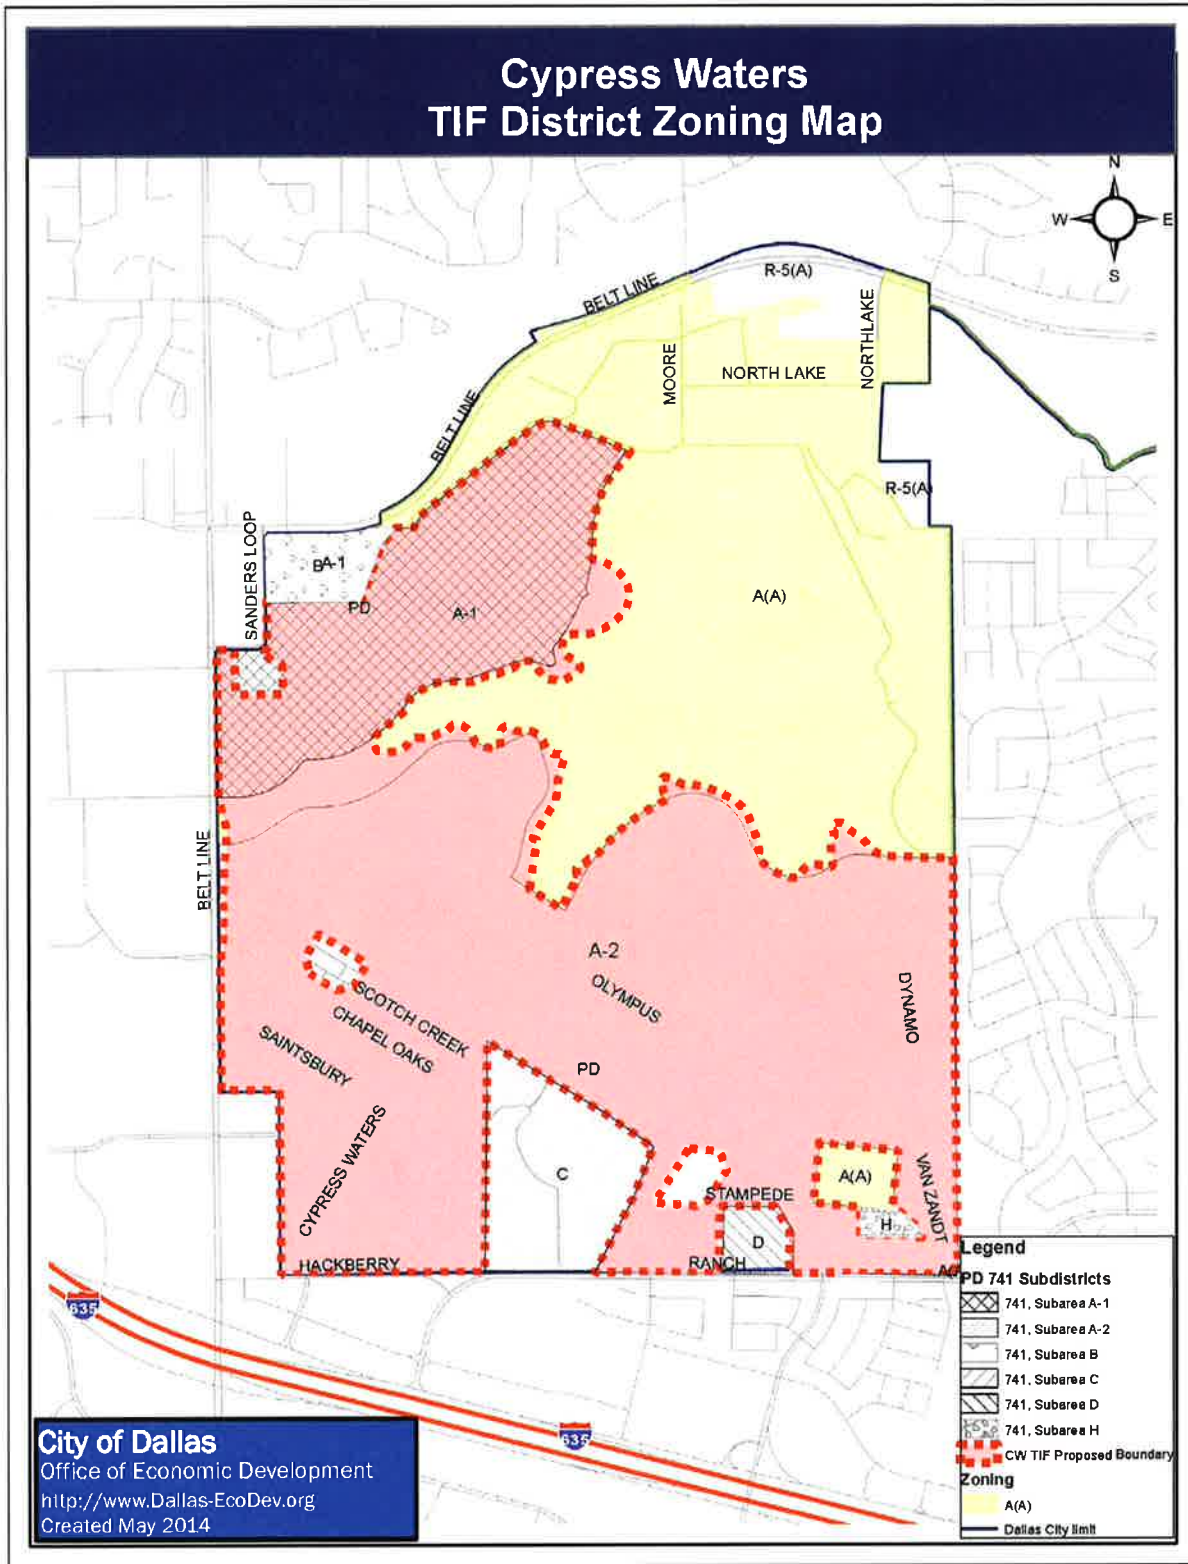 Cypress Waters
TIF District Zoning Map
N
W
E
S
R-5(A)
BELT LINE
NORTHLAKE
MOORE
NORTH LAKE
BELT LINE
R-5(A)
SANDERS LOOP
BA-1
PD
A-1
A(A)
BELT LINE
A-2
OLYMPUS
DYNAMO
SCOTCH CREEK
CHAPEL OAKS
SAINTSBURY
PD
CYPRESS WATERS
C
A(A)
VAN ZANDT
STAMPEDE
H
D
HACKBERRY
RANCH
635
635
Legend
PD 741 Subdistricts
741, Subarea A-1
741, Subarea A-2
741, Subarea B
741, Subarea C
741, Subarea D
741, Subarea H
CW TIF Proposed Boundary
Zoning
A(A)
Dallas City limit
City of Dallas
Office of Economic Development
http://www.Dallas-EcoDev.org
Created May 2014